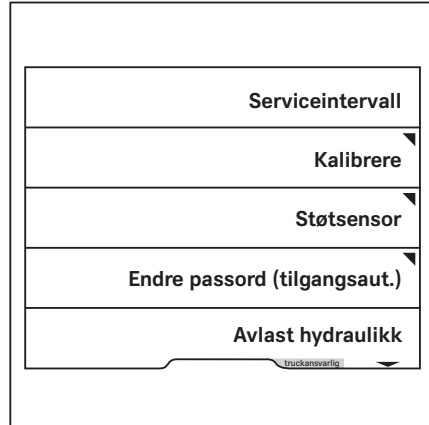 Serviceintervall
Kalibrere
Støtsensor
Endre passord (tilgangsaut.)
Avlast hydraulikk
truckansvarlig